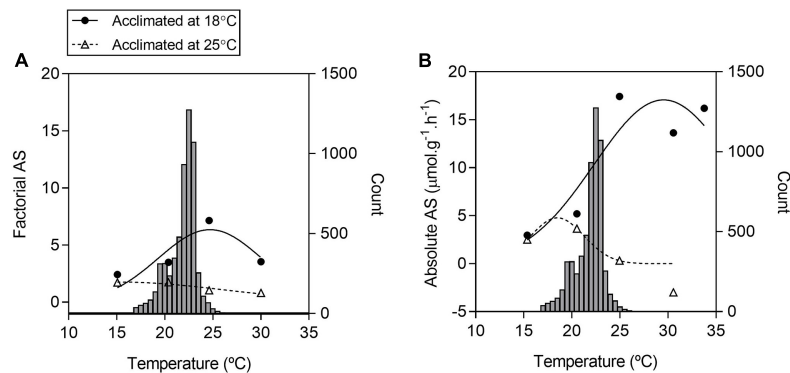 Acclimated at 18°C
Acclimated at 25°C
A
Factorial AS
20
15
10
5
0
1500
1000
500
0
Count
10 15 20 25 30 35
Temperature (ºC)
B
Absolute AS (μmol.g⁻¹.h⁻¹)
20
15
10
5
0
-5
1500
1000
500
0
Count
10 15 20 25 30 35
Temperature (ºC)